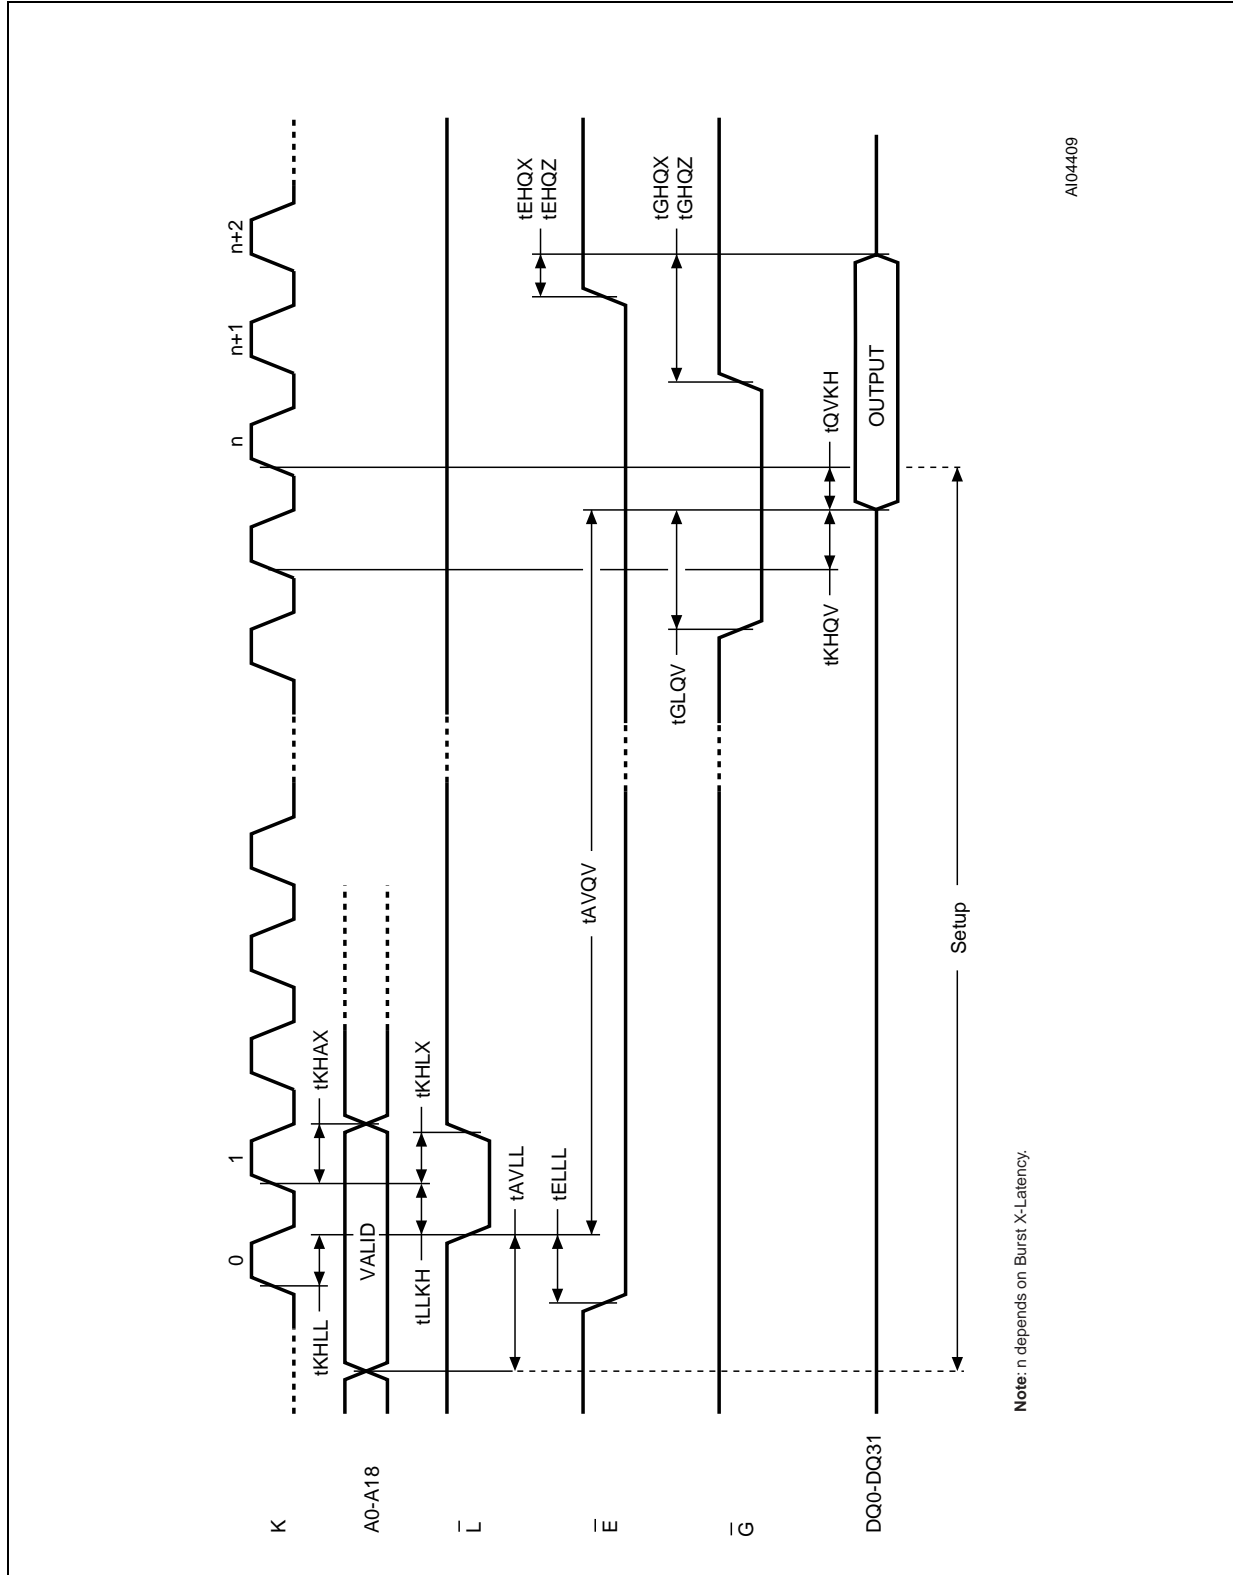 0
1
n
n+1
n+2
K
tKHLL
tKHAX
A0-A18
VALID
tLLKH
tKHLX
L
tAVLL
tEHQX
tEHQZ
tELLL
E
tAVQV
tGHQX
tGHQZ
tGLQV
G
tKHQV
tQVKH
DQ0-DQ31
OUTPUT
Setup
Note: n depends on Burst X-Latency.
AI04409